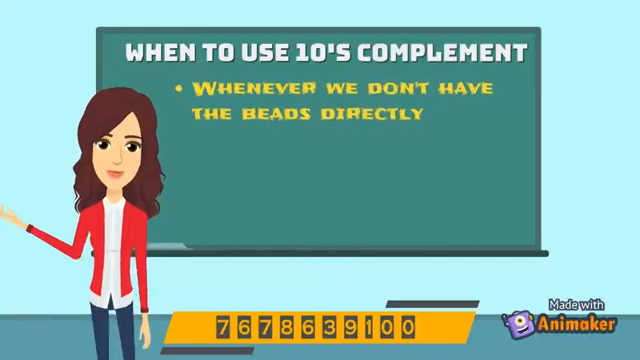 WHEN TO USE 10'S COMPLEMENT
• WHENEVER WE DON'T HAVE
THE BEADS DIRECTLY
7678639100
Made with
Animaker